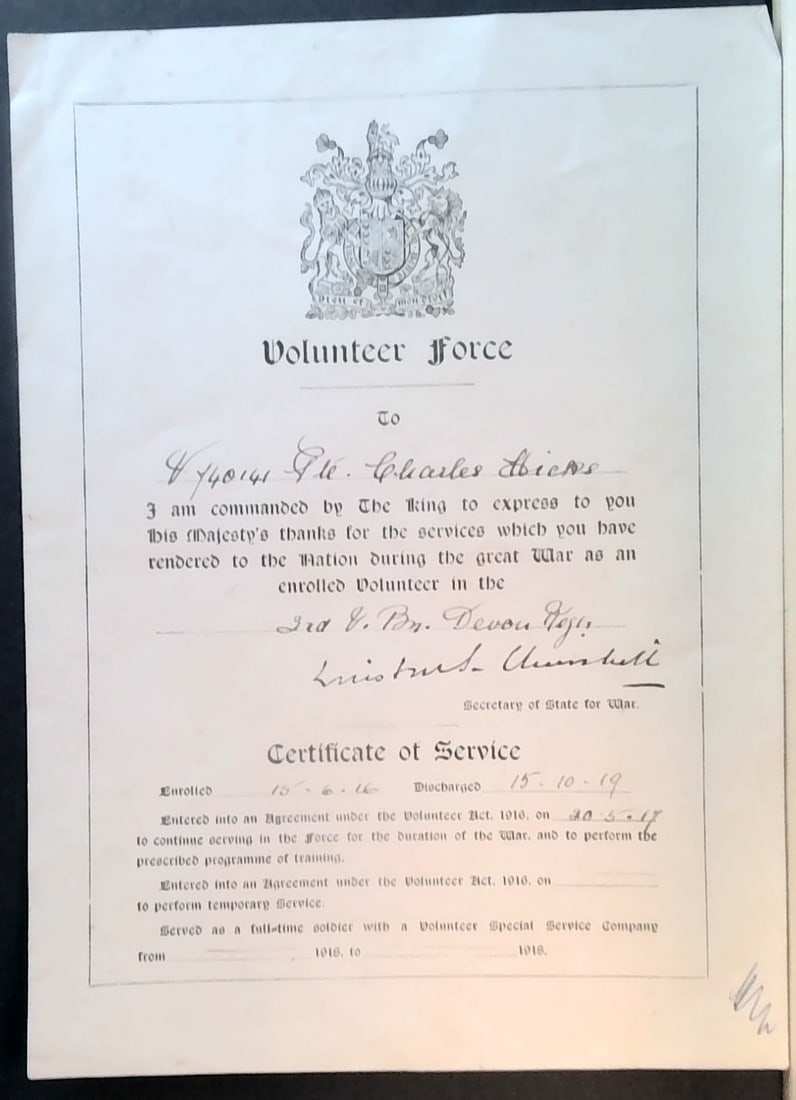 Dieu et mon droit
Volunteer Force
To
V/40141 Pte. Charles Hicks
I am commanded by The King to express to you
His Majesty's thanks for the services which you have
rendered to the Nation during the great War as an
enrolled Volunteer in the
3rd V. Bn. Devon Regt.
Winston S. Churchill
Secretary of State for War.
Certificate of Service
Enrolled 15.6.16 Discharged 15.10.19
Entered into an Agreement under the Volunteer Act, 1916, on 20.5.17
to continue serving in the Force for the duration of the War, and to perform the
prescribed programme of training.
Entered into an Agreement under the Volunteer Act, 1916, on
to perform temporary Service.
Served as a full=time soldier with a Volunteer Special Service Company
from , 1918, to 1918.